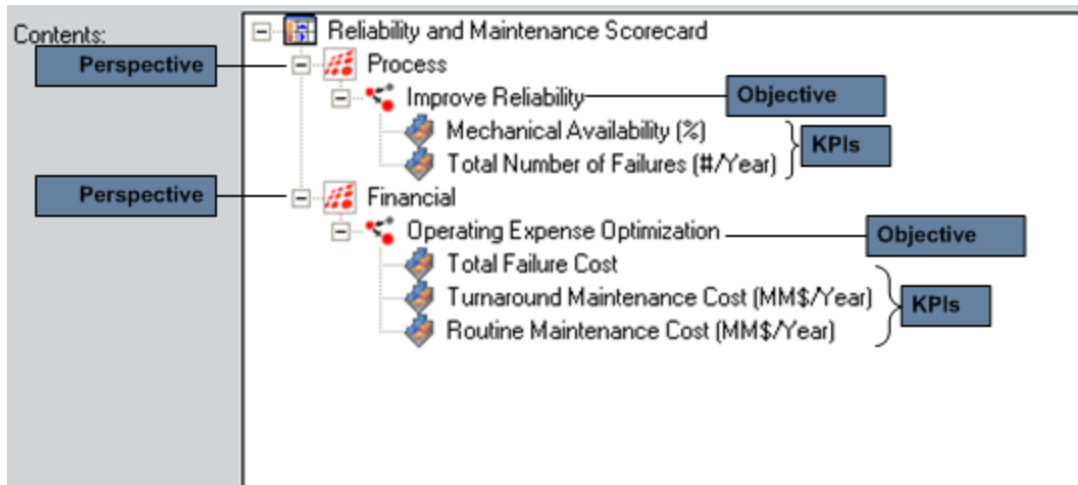 Contents:
Reliability and Maintenance Scorecard
Perspective
Process
Improve Reliability
Objective
Mechanical Availability (%)
KPIs
Total Number of Failures (#/Year)
Perspective
Financial
Operating Expense Optimization
Objective
Total Failure Cost
Turnaround Maintenance Cost (MM$/Year)
KPIs
Routine Maintenance Cost (MM$/Year)